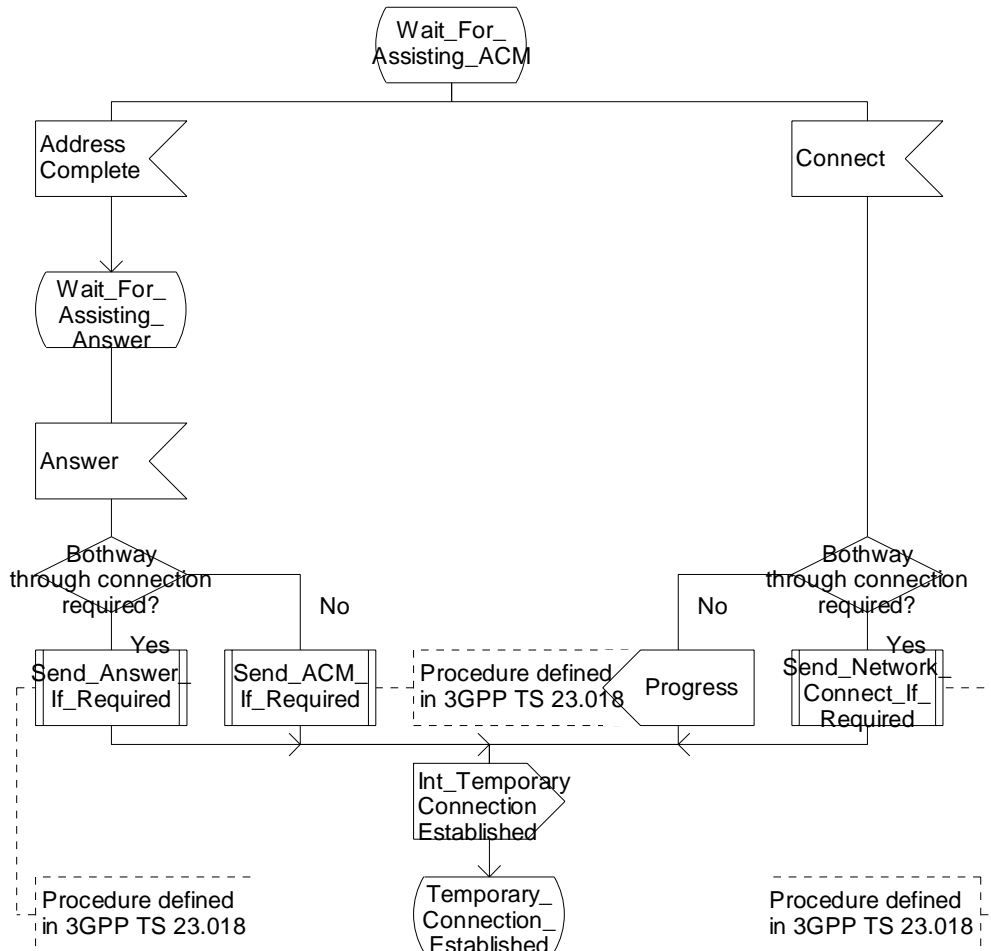 Wait_For_
Assisting_ACM
Address
Complete
Connect
Wait_For_
Assisting_
Answer
Answer
Bothway
through connection
required?
No
Yes
Bothway
through connection
required?
No
Yes
Send_Answer_
If_Required
Send_ACM_
If_Required
Procedure defined
in 3GPP TS 23.018
Progress
Send_Network_
Connect_If_
Required
Int_Temporary
Connection
Established
Procedure defined
in 3GPP TS 23.018
Temporary_
Connection_
Established
Procedure defined
in 3GPP TS 23.018